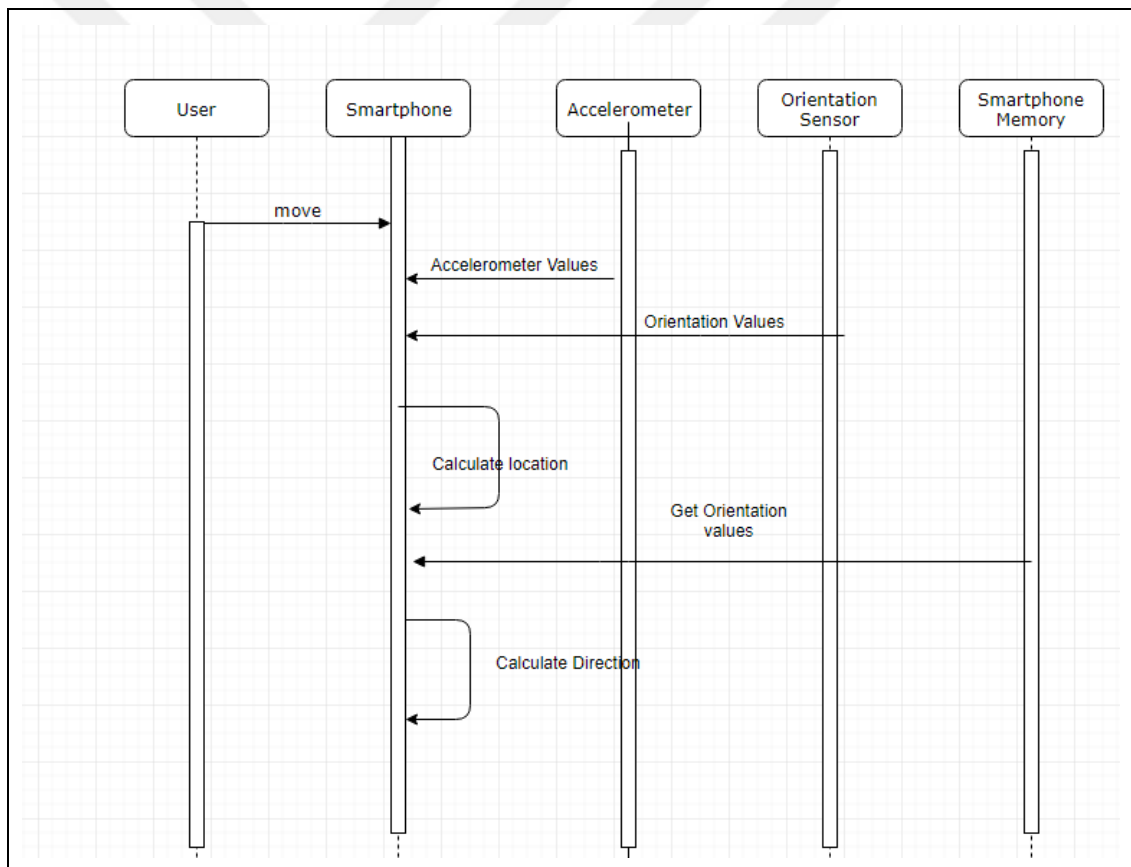 User
Smartphone
Accelerometer
Orientation
Sensor
Smartphone
Memory
move
Accelerometer Values
Orientation Values
Calculate location
Get Orientation
values
Calculate Direction